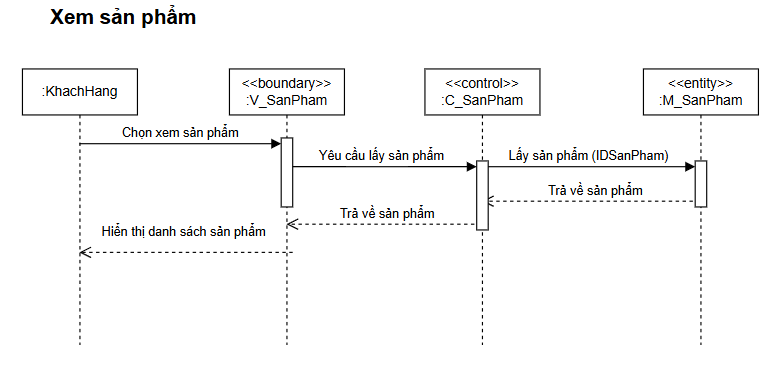 Xem sản phẩm
:KhachHang
<<boundary>>
:V_SanPham
<<control>>
:C_SanPham
<<entity>>
:M_SanPham
Chọn xem sản phẩm
Yêu cầu lấy sản phẩm
Lấy sản phẩm (IDSanPham)
Trả về sản phẩm
Trả về sản phẩm
Hiển thị danh sách sản phẩm